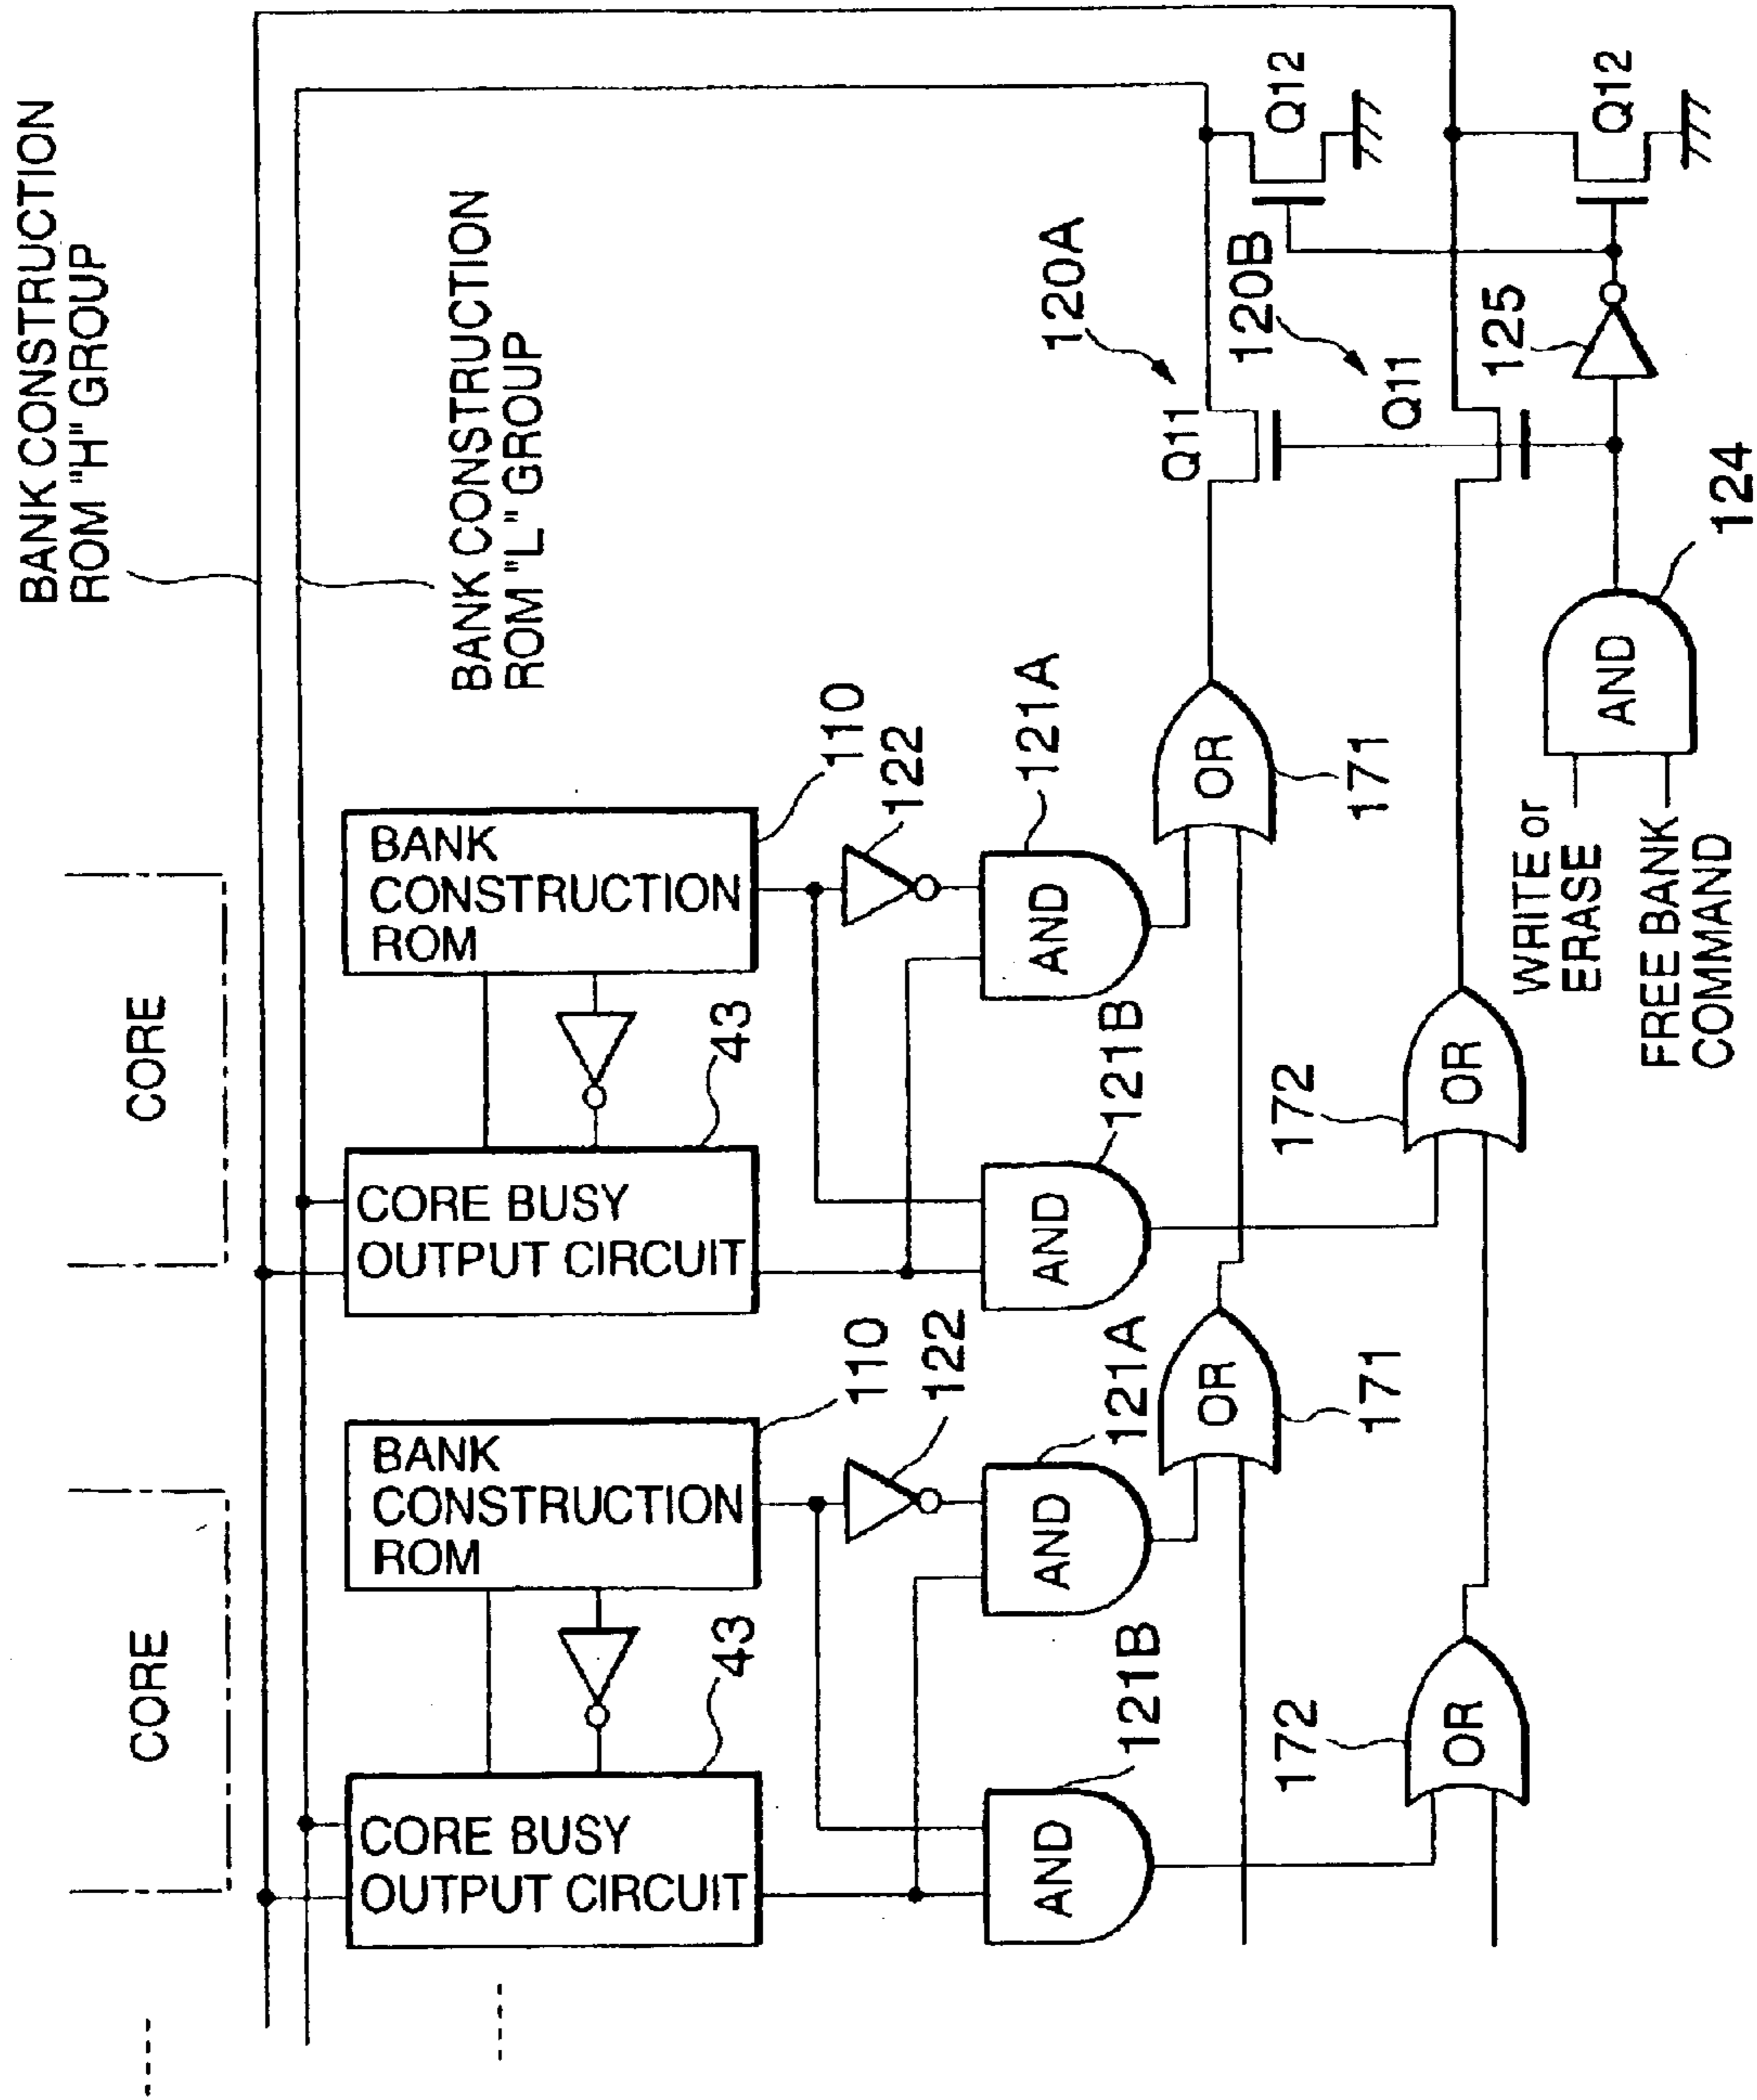 BANK CONSTRUCTION
ROM "H" GROUP
BANK CONSTRUCTION
ROM "L" GROUP
CORE
CORE
BANK
CONSTRUCTION
ROM
110
122
BANK
CONSTRUCTION
ROM
110
122
CORE BUSY
OUTPUT CIRCUIT
43
CORE BUSY
OUTPUT CIRCUIT
43
AND
121B
AND
121A
AND
121B
AND
121A
OR
171
OR
171
OR
172
OR
172
Q11
120A
Q12
Q11
120B
Q12
125
WRITE or
ERASE
FREE BANK
COMMAND
AND
124